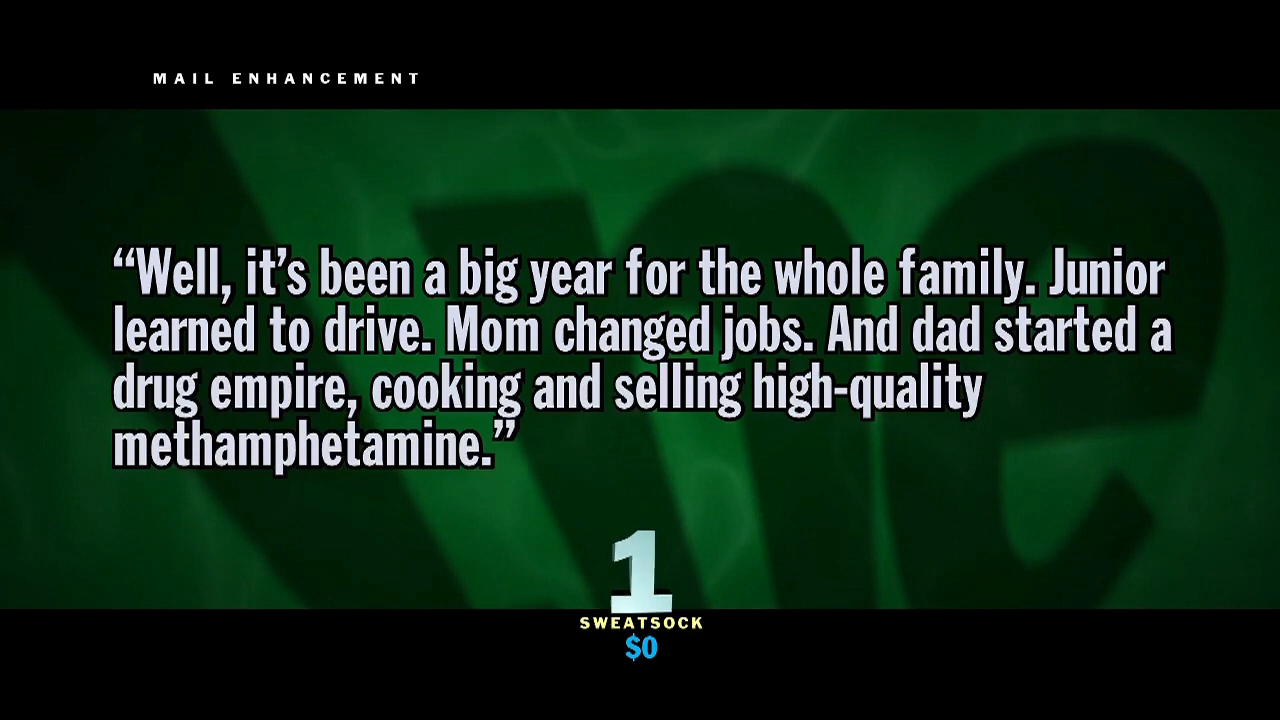 MAIL ENHANCEMENT
“Well, it’s been a big year for the whole family. Junior
learned to drive. Mom changed jobs. And dad started a
drug empire, cooking and selling high-quality
methamphetamine.”
1
SWEATSOCK
$0